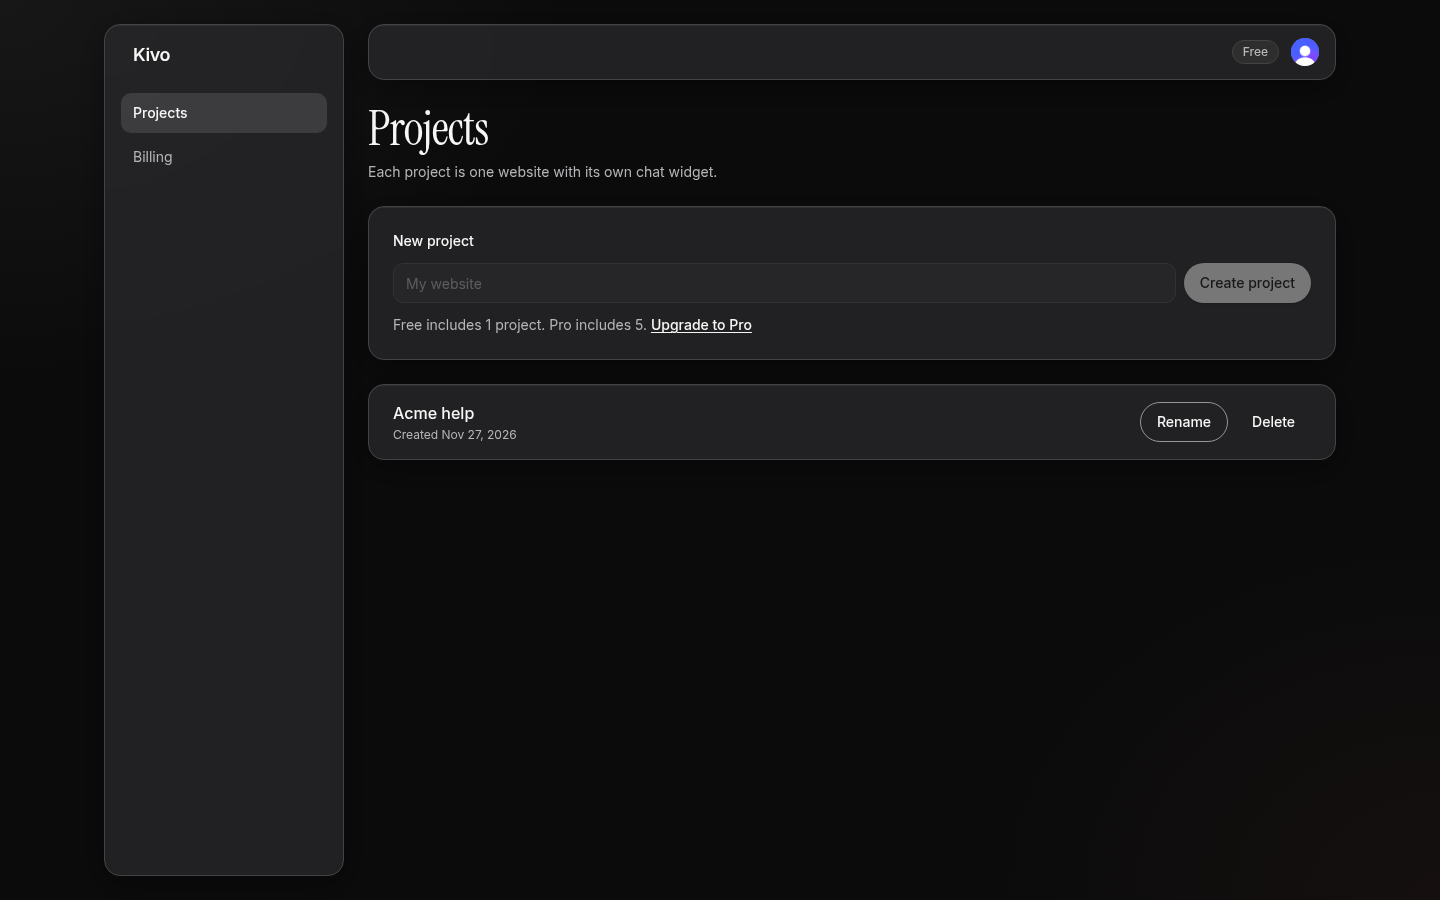 Kivo
Projects
Billing
Free
Projects
Each project is one website with its own chat widget.
New project
My website
Create project
Free includes 1 project. Pro includes 5. Upgrade to Pro
Acme help
Created Nov 27, 2026
Rename
Delete